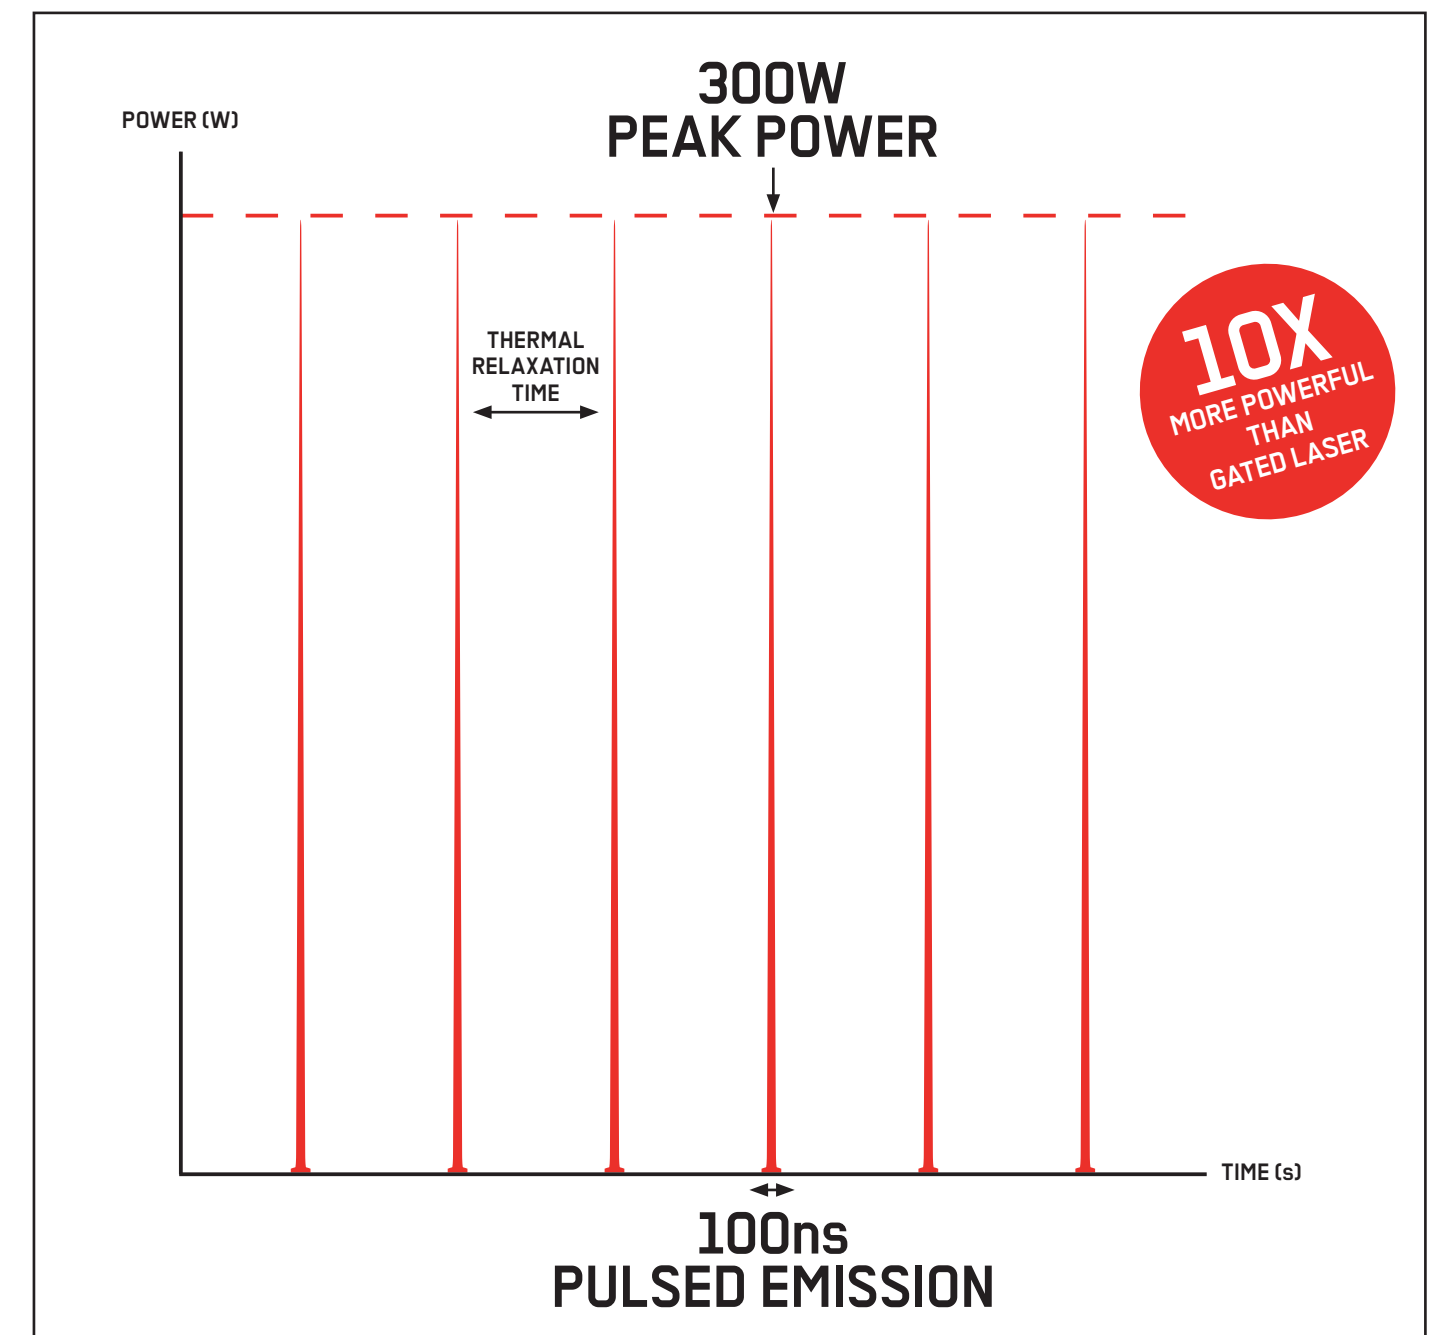 300W
PEAK POWER
POWER (W)
THERMAL
RELAXATION
TIME
10X
MORE POWERFUL
THAN
GATED LASER
TIME (s)
100ns
PULSED EMISSION